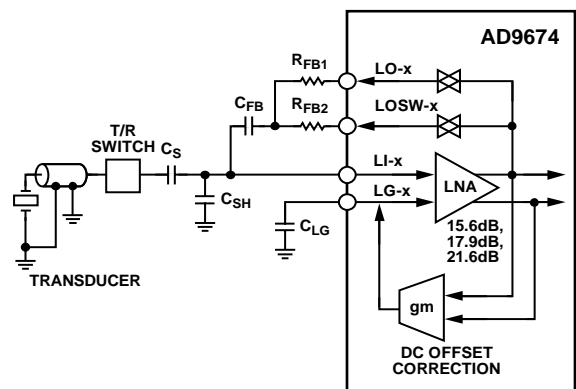 AD9674
RFB1
LO-x
CFB
RFB2
LOSW-x
T/R
SWITCH
CS
LI-x
LG-x
LNA
CSH
CLG
15.6dB,
17.9dB,
21.6dB
TRANSDUCER
gm
DC OFFSET
CORRECTION